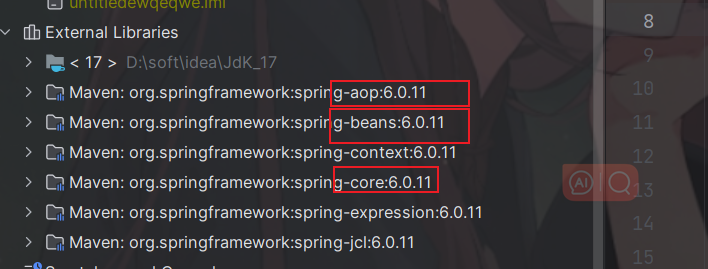 untitledewqeqwe.iml
External Libraries
< 17 > D:\soft\idea\JdK_17
Maven: org.springframework:spring-aop:6.0.11
Maven: org.springframework:spring-beans:6.0.11
Maven: org.springframework:spring-context:6.0.11
Maven: org.springframework:spring-core:6.0.11
Maven: org.springframework:spring-expression:6.0.11
Maven: org.springframework:spring-jcl:6.0.11
8
9
10
11
12
13
14
15
AI